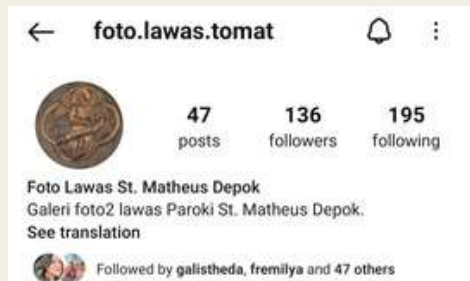 foto.lawas.tomat
47 136 195
posts followers following
Foto Lawas St. Matheus Depok
Galeri foto2 lawas Paroki St. Matheus Depok.
See translation
Followed by galistheda, fremilya and 47 others